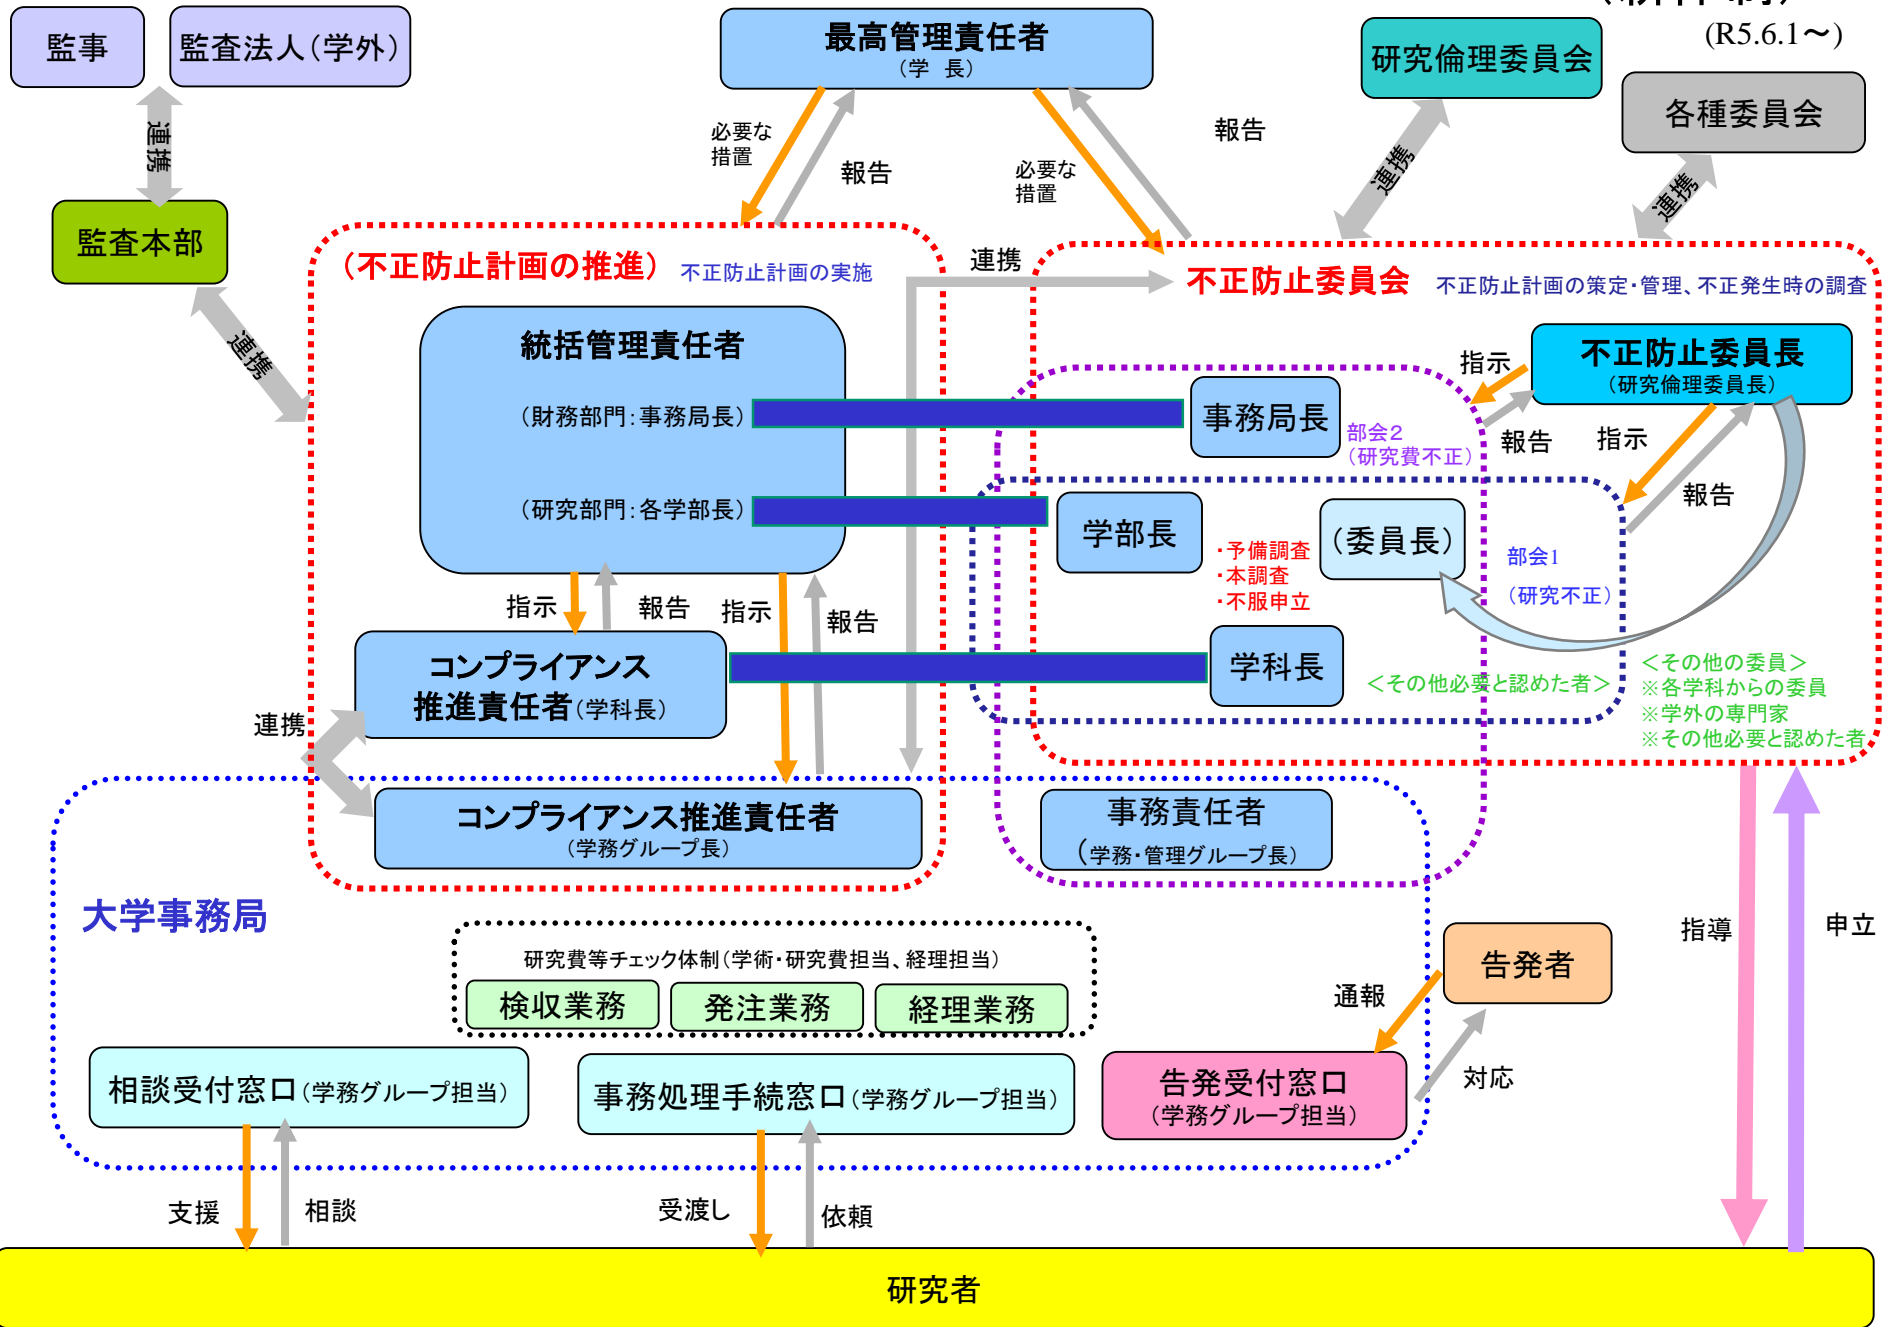 (R5.6.1～)
監事
監査法人（学外）
最高管理責任者
（学　長）
研究倫理委員会
各種委員会
連携
必要な
措置
報告
必要な
措置
報告
連携
連携
監査本部
（不正防止計画の推進）
不正防止計画の実施
連携
不正防止委員会
不正防止計画の策定・管理、不正発生時の調査
連携
統括管理責任者
（財務部門：事務局長）
（研究部門：各学部長）
不正防止委員長
（研究倫理委員長）
指示
報告
指示
報告
事務局長
部会２
（研究費不正）
学部長
・予備調査
・本調査
・不服申立
（委員長）
部会1
（研究不正）
指示
報告
指示
報告
コンプライアンス
推進責任者（学科長）
学科長
＜その他必要と認めた者＞
＜その他の委員＞
※各学科からの委員
※学外の専門家
※その他必要と認めた者
連携
コンプライアンス推進責任者
（学務グループ長）
事務責任者
（学務・管理グループ長）
大学事務局
研究費等チェック体制（学術・研究費担当、経理担当）
検収業務
発注業務
経理業務
告発者
指導
申立
通報
対応
相談受付窓口（学務グループ担当）
事務処理手続窓口（学務グループ担当）
告発受付窓口
（学務グループ担当）
支援
相談
受渡し
依頼
研究者